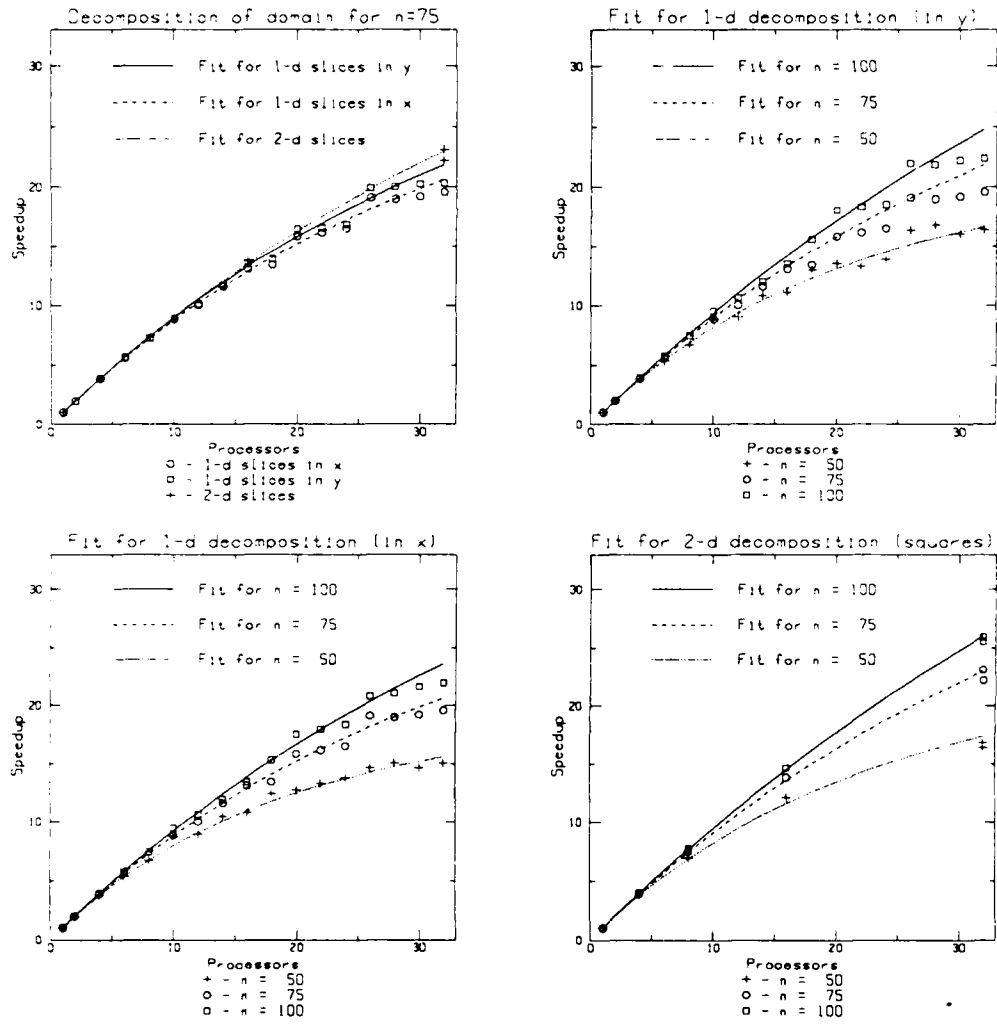 Decomposition of domain for n=75
30
20
10
0
Speedup
Fit for 1-d slices in y
Fit for 1-d slices in x
Fit for 2-d slices
0 10 20 30
Processors
o - 1-d slices in x
□ - 1-d slices in y
+ - 2-d slices
Fit for 1-d decomposition (in y)
30
20
10
0
Speedup
Fit for n = 100
Fit for n = 75
Fit for n = 50
0 10 20 30
Processors
+ - n = 50
o - n = 75
□ - n = 100
Fit for 1-d decomposition (in x)
30
20
10
0
Speedup
Fit for n = 100
Fit for n = 75
Fit for n = 50
0 10 20 30
Processors
+ - n = 50
o - n = 75
□ - n = 100
Fit for 2-d decomposition (squares)
30
20
10
0
Speedup
Fit for n = 100
Fit for n = 75
Fit for n = 50
0 10 20 30
Processors
+ - n = 50
o - n = 75
□ - n = 100